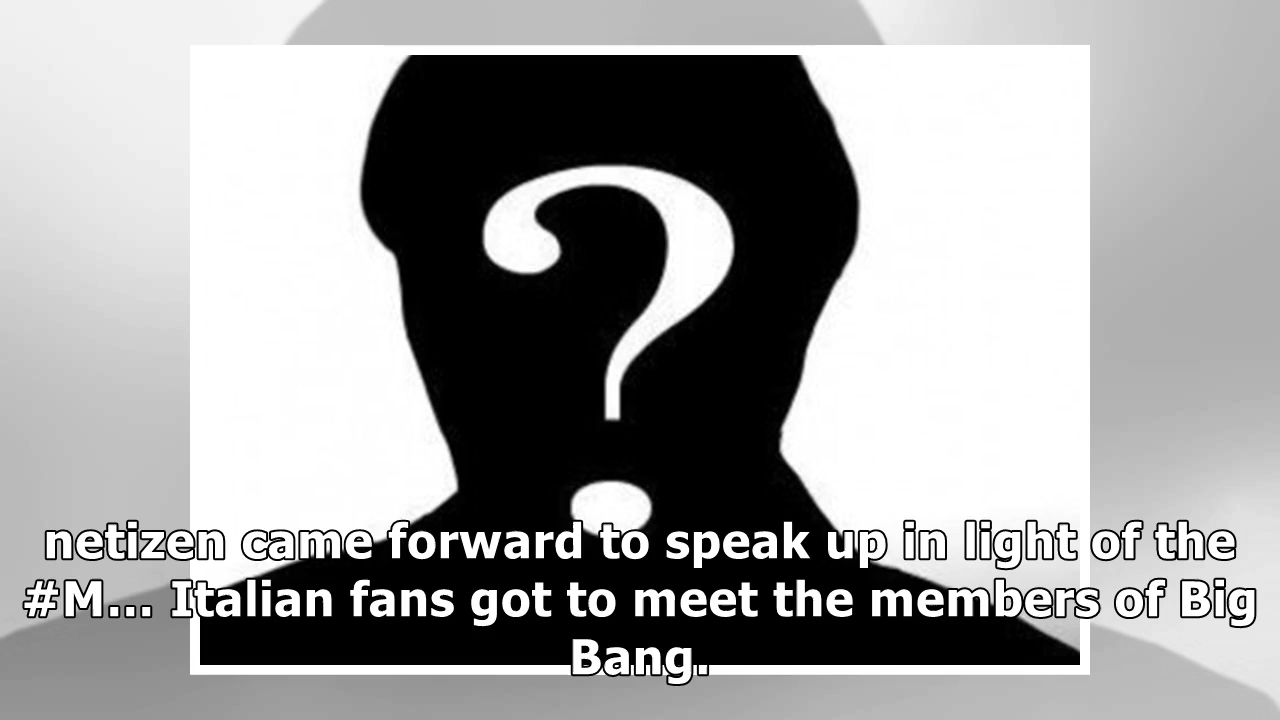 ?
netizen came forward to speak up in light of the
#M... Italian fans got to meet the members of Big
Bang.